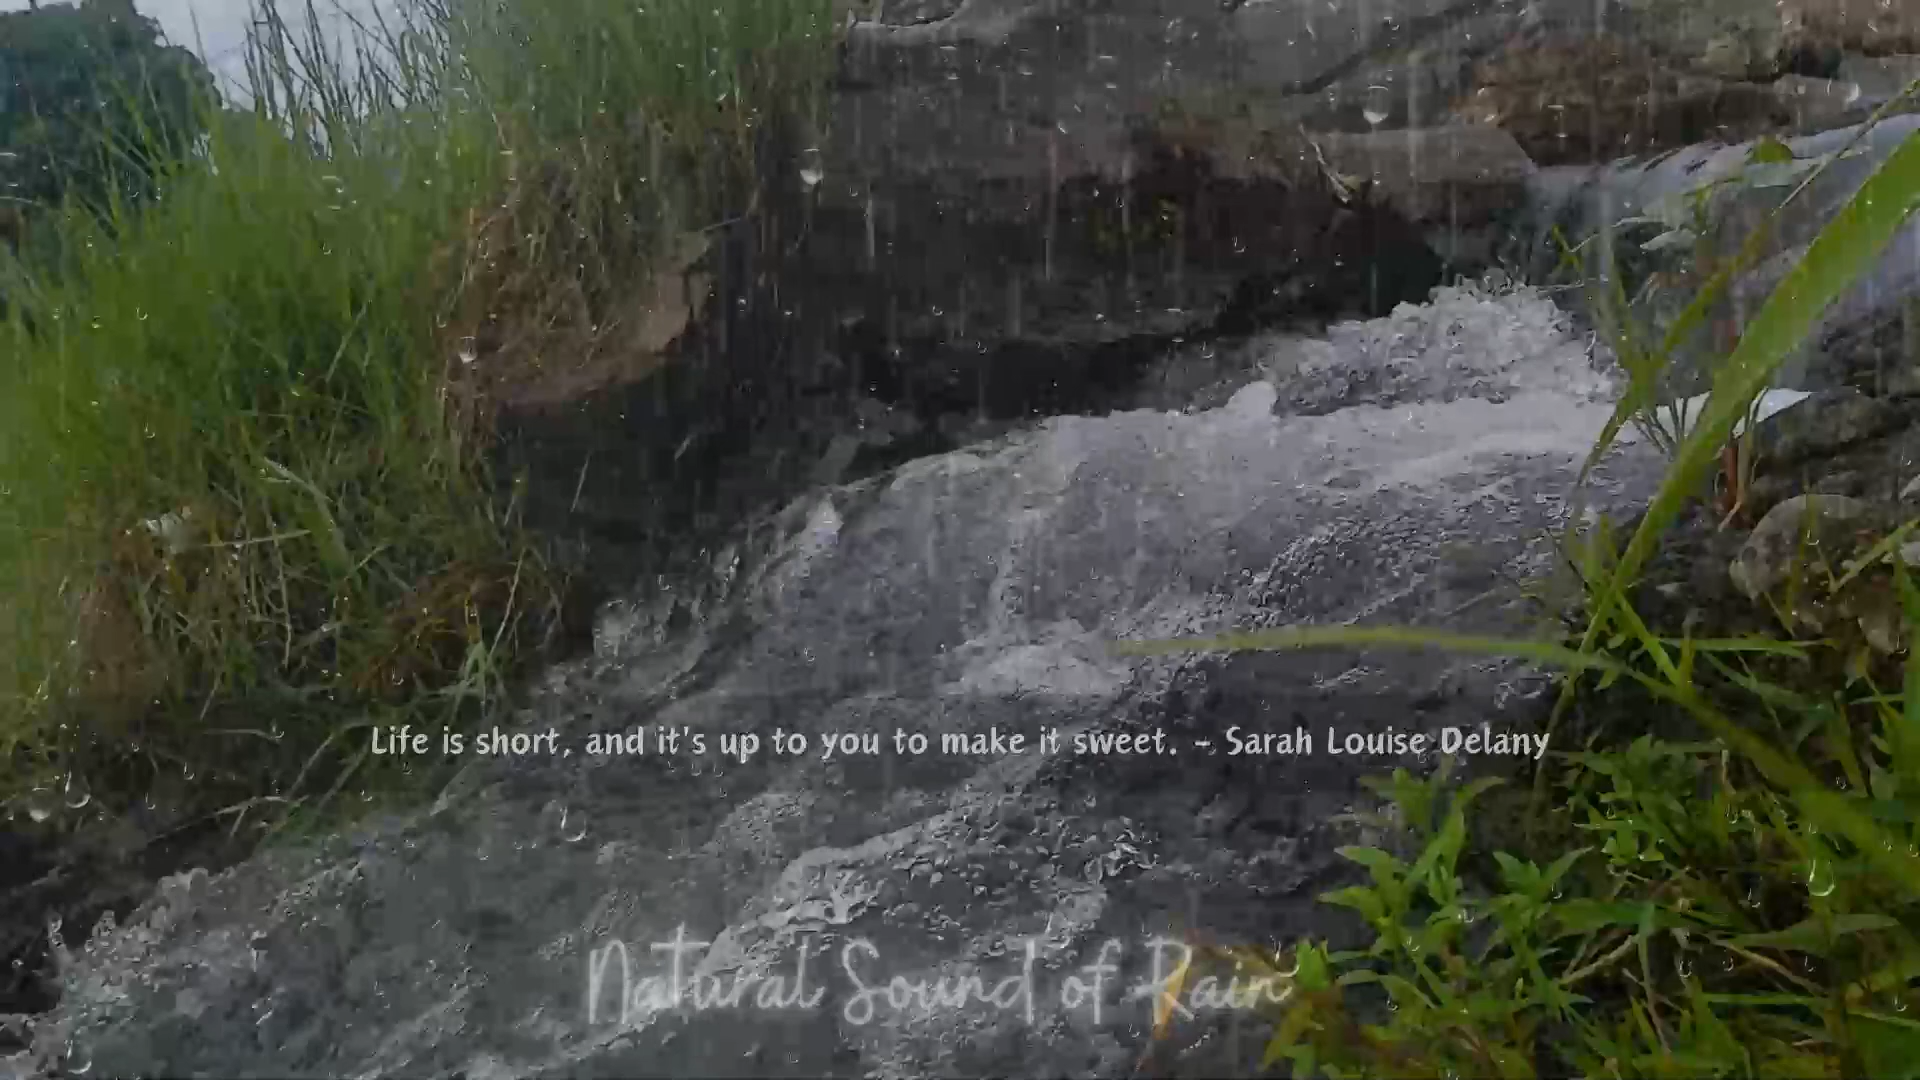 Life is short, and it's up to you to make it sweet. - Sarah Louise Delany
Natural Sound of Rain